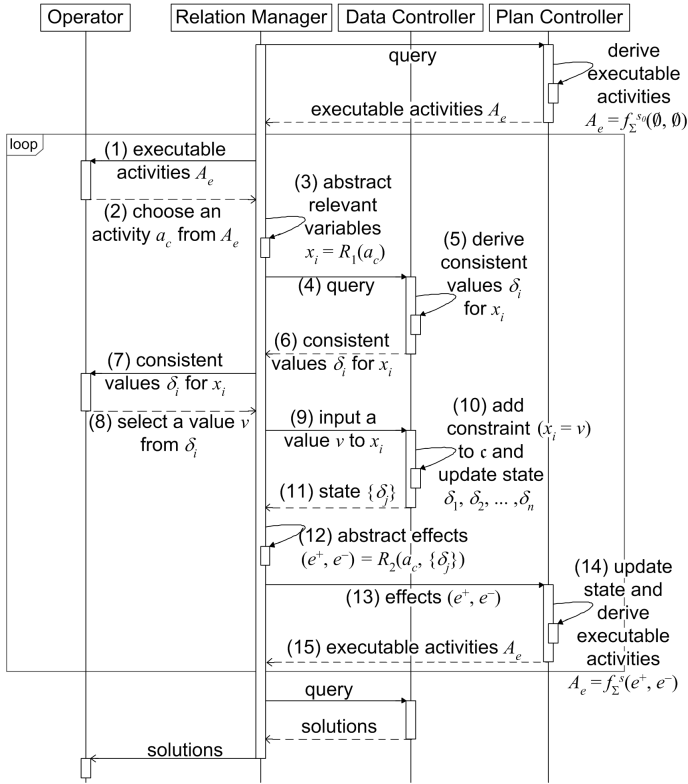 Operator
Relation Manager
Data Controller
Plan Controller
query
derive
executable
activities
A_e = f_Σ^{s_0}(∅, ∅)
executable activities A_e
loop
(1) executable
activities A_e
(2) choose an
activity a_c from A_e
(3) abstract
relevant
variables
x_i = R_1(a_c)
(4) query
(5) derive
consistent
values δ_i
for x_i
(6) consistent
values δ_i for x_i
(7) consistent
values δ_i for x_i
(8) select a value v
from δ_i
(9) input a
value v to x_i
(10) add
constraint (x_i = v)
to c and
update state
δ_1, δ_2, ... ,δ_n
(11) state {δ_j}
(12) abstract effects
(e^+, e^–) = R_2(a_c, {δ_j})
(13) effects (e^+, e^–)
(14) update
state and
derive
executable
activities
A_e = f_Σ^s(e^+, e^–)
(15) executable activities A_e
query
solutions
solutions